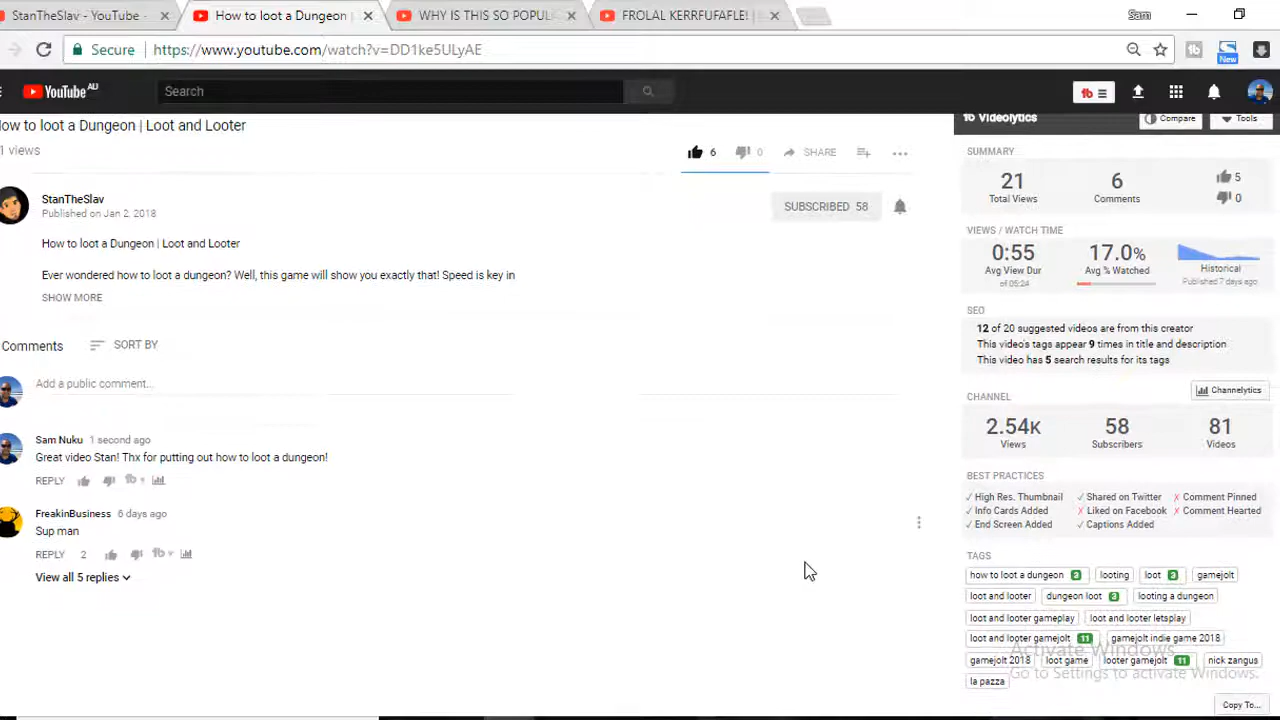 StanTheSlav - YouTube -
How to loot a Dungeon |
WHY IS THIS SO POPUL
FROLAL KERRFUFAFLE! |
Sam
Secure
https://www.youtube.com/watch?v=DD1ke5ULyAE
New
YouTube AU
Search
ow to loot a Dungeon | Loot and Looter
1 views
6
0
SHARE
StanTheSlav
Published on Jan 2, 2018
SUBSCRIBED 58
How to loot a Dungeon | Loot and Looter
Ever wondered how to loot a dungeon? Well, this game will show you exactly that! Speed is key in
SHOW MORE
Comments
SORT BY
Add a public comment...
Sam Nuku 1 second ago
Great video Stan! Thx for putting out how to loot a dungeon!
REPLY
FreakinBusiness 6 days ago
Sup man
REPLY 2
View all 5 replies
Videolytics
Compare
Tools
SUMMARY
21
Total Views
6
Comments
5
0
VIEWS / WATCH TIME
0:55
Avg View Dur
of 05:24
17.0%
Avg % Watched
Historical
Published 7 days ago
SEO
12 of 20 suggested videos are from this creator
This video's tags appear 9 times in title and description
This video has 5 search results for its tags
Channelytics
CHANNEL
2.54K
Views
58
Subscribers
81
Videos
BEST PRACTICES
✓ High Res. Thumbnail ✓ Shared on Twitter ✗ Comment Pinned
✓ Info Cards Added ✗ Liked on Facebook ✗ Comment Hearted
✓ End Screen Added ✓ Captions Added
TAGS
how to loot a dungeon 3 looting loot 3 gamejolt
loot and looter dungeon loot 3 looting a dungeon
loot and looter gameplay loot and looter letsplay
loot and looter gamejolt 11 gamejolt indie game 2018
gamejolt 2018 loot game looter gamejolt 11 nick zangus
la pazza
Activate Windows
Go to Settings to activate Windows.
Copy To...